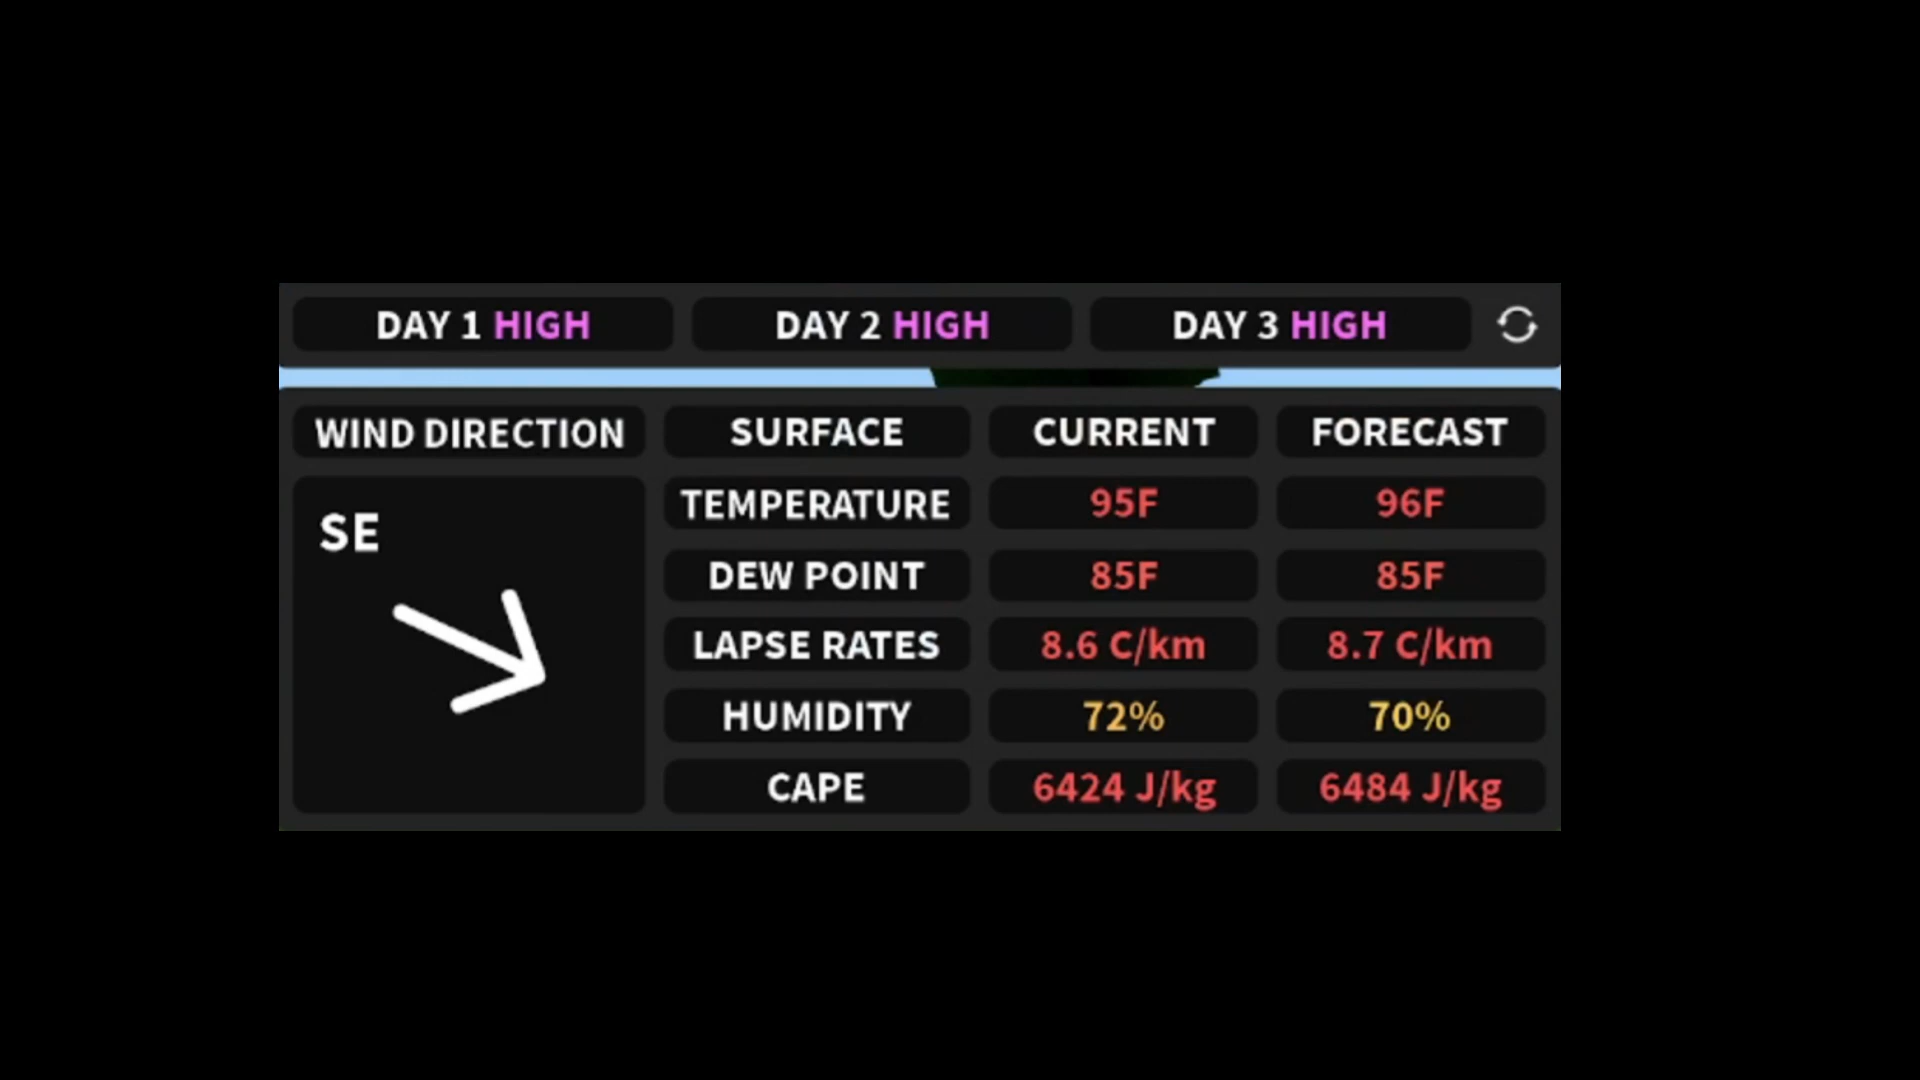 DAY 1 HIGH DAY 2 HIGH DAY 3 HIGH
WIND DIRECTION SURFACE CURRENT FORECAST
SE
TEMPERATURE 95F 96F
DEW POINT 85F 85F
LAPSE RATES 8.6 C/km 8.7 C/km
HUMIDITY 72% 70%
CAPE 6424 J/kg 6484 J/kg